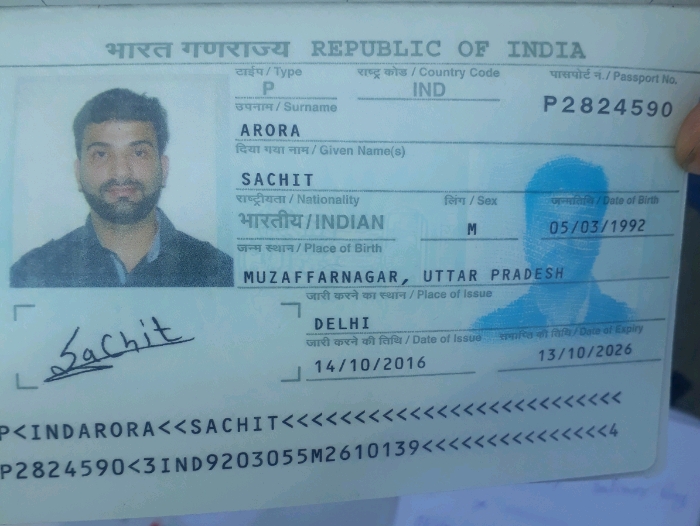 भारत गणराज्य REPUBLIC OF INDIA
टाईप / Type राष्ट्र कोड / Country Code पासपोर्ट नं. / Passport No.
P IND P2824590
उपनाम / Surname
ARORA
दिया गया नाम / Given Name(s)
SACHIT
राष्ट्रीयता / Nationality लिंग / Sex जन्मतिथि / Date of Birth
भारतीय / INDIAN M 05/03/1992
जन्म स्थान / Place of Birth
MUZAFFARNAGAR, UTTAR PRADESH
जारी करने का स्थान / Place of Issue
DELHI
जारी करने की तिथि / Date of Issue समाप्ति की तिथि / Date of Expiry
14/10/2016 13/10/2026
Sachit
P<INDARORA<<SACHIT<<<<<<<<<<<<<<<<<<<<<<<<<<
P2824590<3IND9203055M2610139<<<<<<<<<<<<<<<4